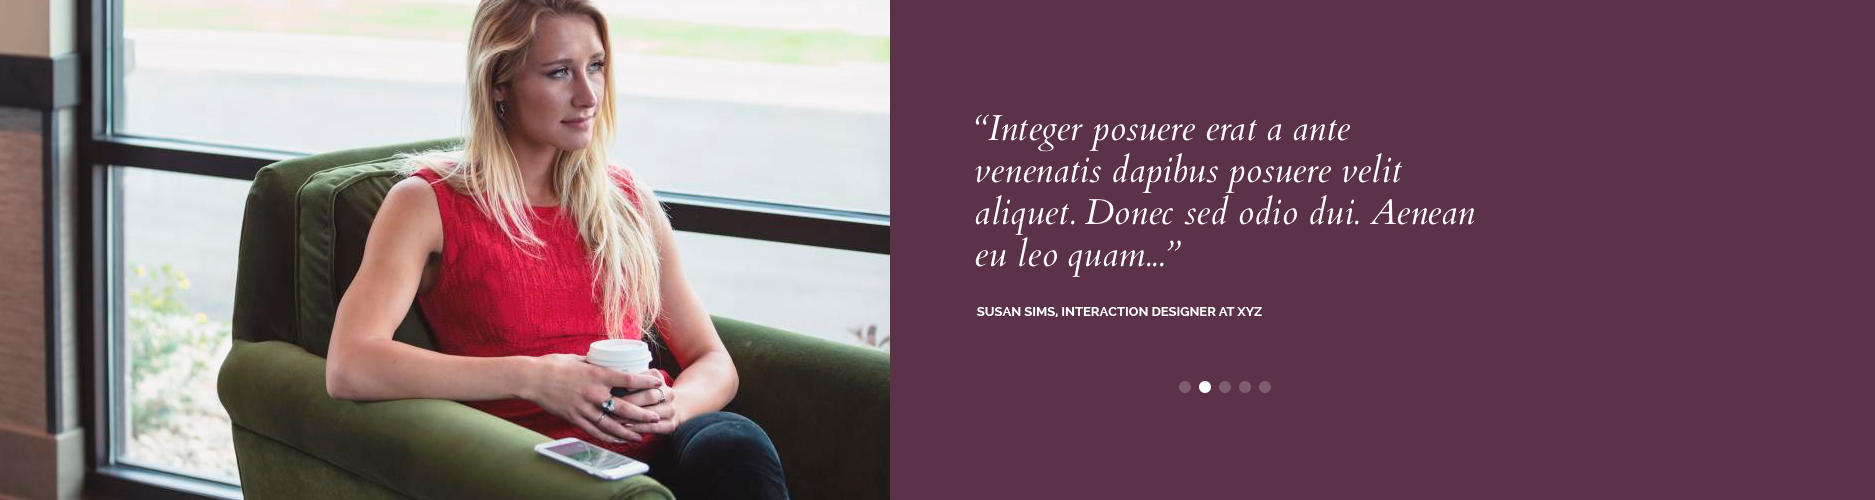 “Integer posuere erat a ante
venenatis dapibus posuere velit
aliquet. Donec sed odio dui. Aenean
eu leo quam...”
SUSAN SIMS, INTERACTION DESIGNER AT XYZ